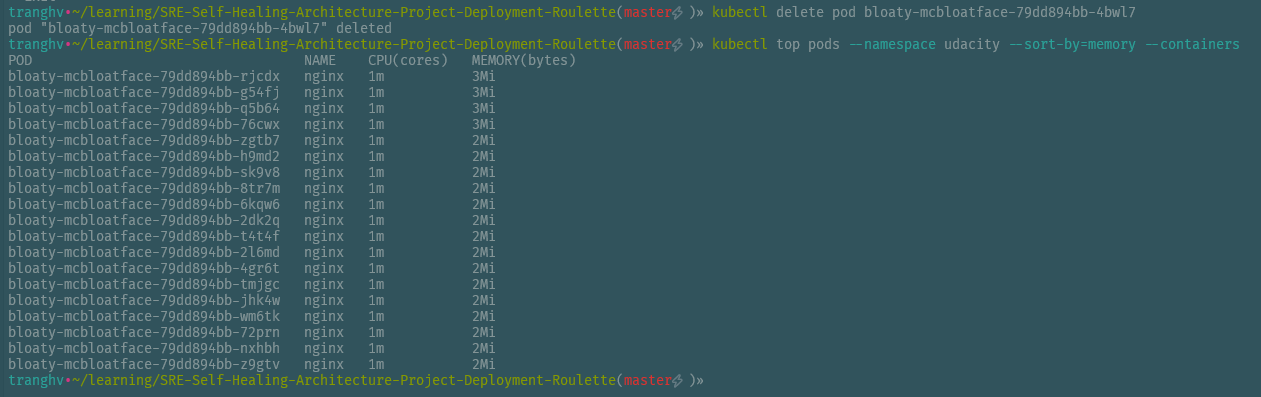 tranghv•~/learning/SRE-Self-Healing-Architecture-Project-Deployment-Roulette(master⚡)» kubectl delete pod bloaty-mcbloatface-79dd894bb-4bwl7
pod "bloaty-mcbloatface-79dd894bb-4bwl7" deleted
tranghv•~/learning/SRE-Self-Healing-Architecture-Project-Deployment-Roulette(master⚡)» kubectl top pods --namespace udacity --sort-by=memory --containers
POD NAME CPU(cores) MEMORY(bytes)
bloaty-mcbloatface-79dd894bb-rjcdx nginx 1m 3Mi
bloaty-mcbloatface-79dd894bb-g54fj nginx 1m 3Mi
bloaty-mcbloatface-79dd894bb-q5b64 nginx 1m 3Mi
bloaty-mcbloatface-79dd894bb-76cwx nginx 1m 3Mi
bloaty-mcbloatface-79dd894bb-zgtb7 nginx 1m 2Mi
bloaty-mcbloatface-79dd894bb-h9md2 nginx 1m 2Mi
bloaty-mcbloatface-79dd894bb-sk9v8 nginx 1m 2Mi
bloaty-mcbloatface-79dd894bb-8tr7m nginx 1m 2Mi
bloaty-mcbloatface-79dd894bb-6kqw6 nginx 1m 2Mi
bloaty-mcbloatface-79dd894bb-2dk2q nginx 1m 2Mi
bloaty-mcbloatface-79dd894bb-t4t4f nginx 1m 2Mi
bloaty-mcbloatface-79dd894bb-2l6md nginx 1m 2Mi
bloaty-mcbloatface-79dd894bb-4gr6t nginx 1m 2Mi
bloaty-mcbloatface-79dd894bb-tmjgc nginx 1m 2Mi
bloaty-mcbloatface-79dd894bb-jhk4w nginx 1m 2Mi
bloaty-mcbloatface-79dd894bb-wm6tk nginx 1m 2Mi
bloaty-mcbloatface-79dd894bb-72prn nginx 1m 2Mi
bloaty-mcbloatface-79dd894bb-nxhbh nginx 1m 2Mi
bloaty-mcbloatface-79dd894bb-z9gtv nginx 1m 2Mi
tranghv•~/learning/SRE-Self-Healing-Architecture-Project-Deployment-Roulette(master⚡)»